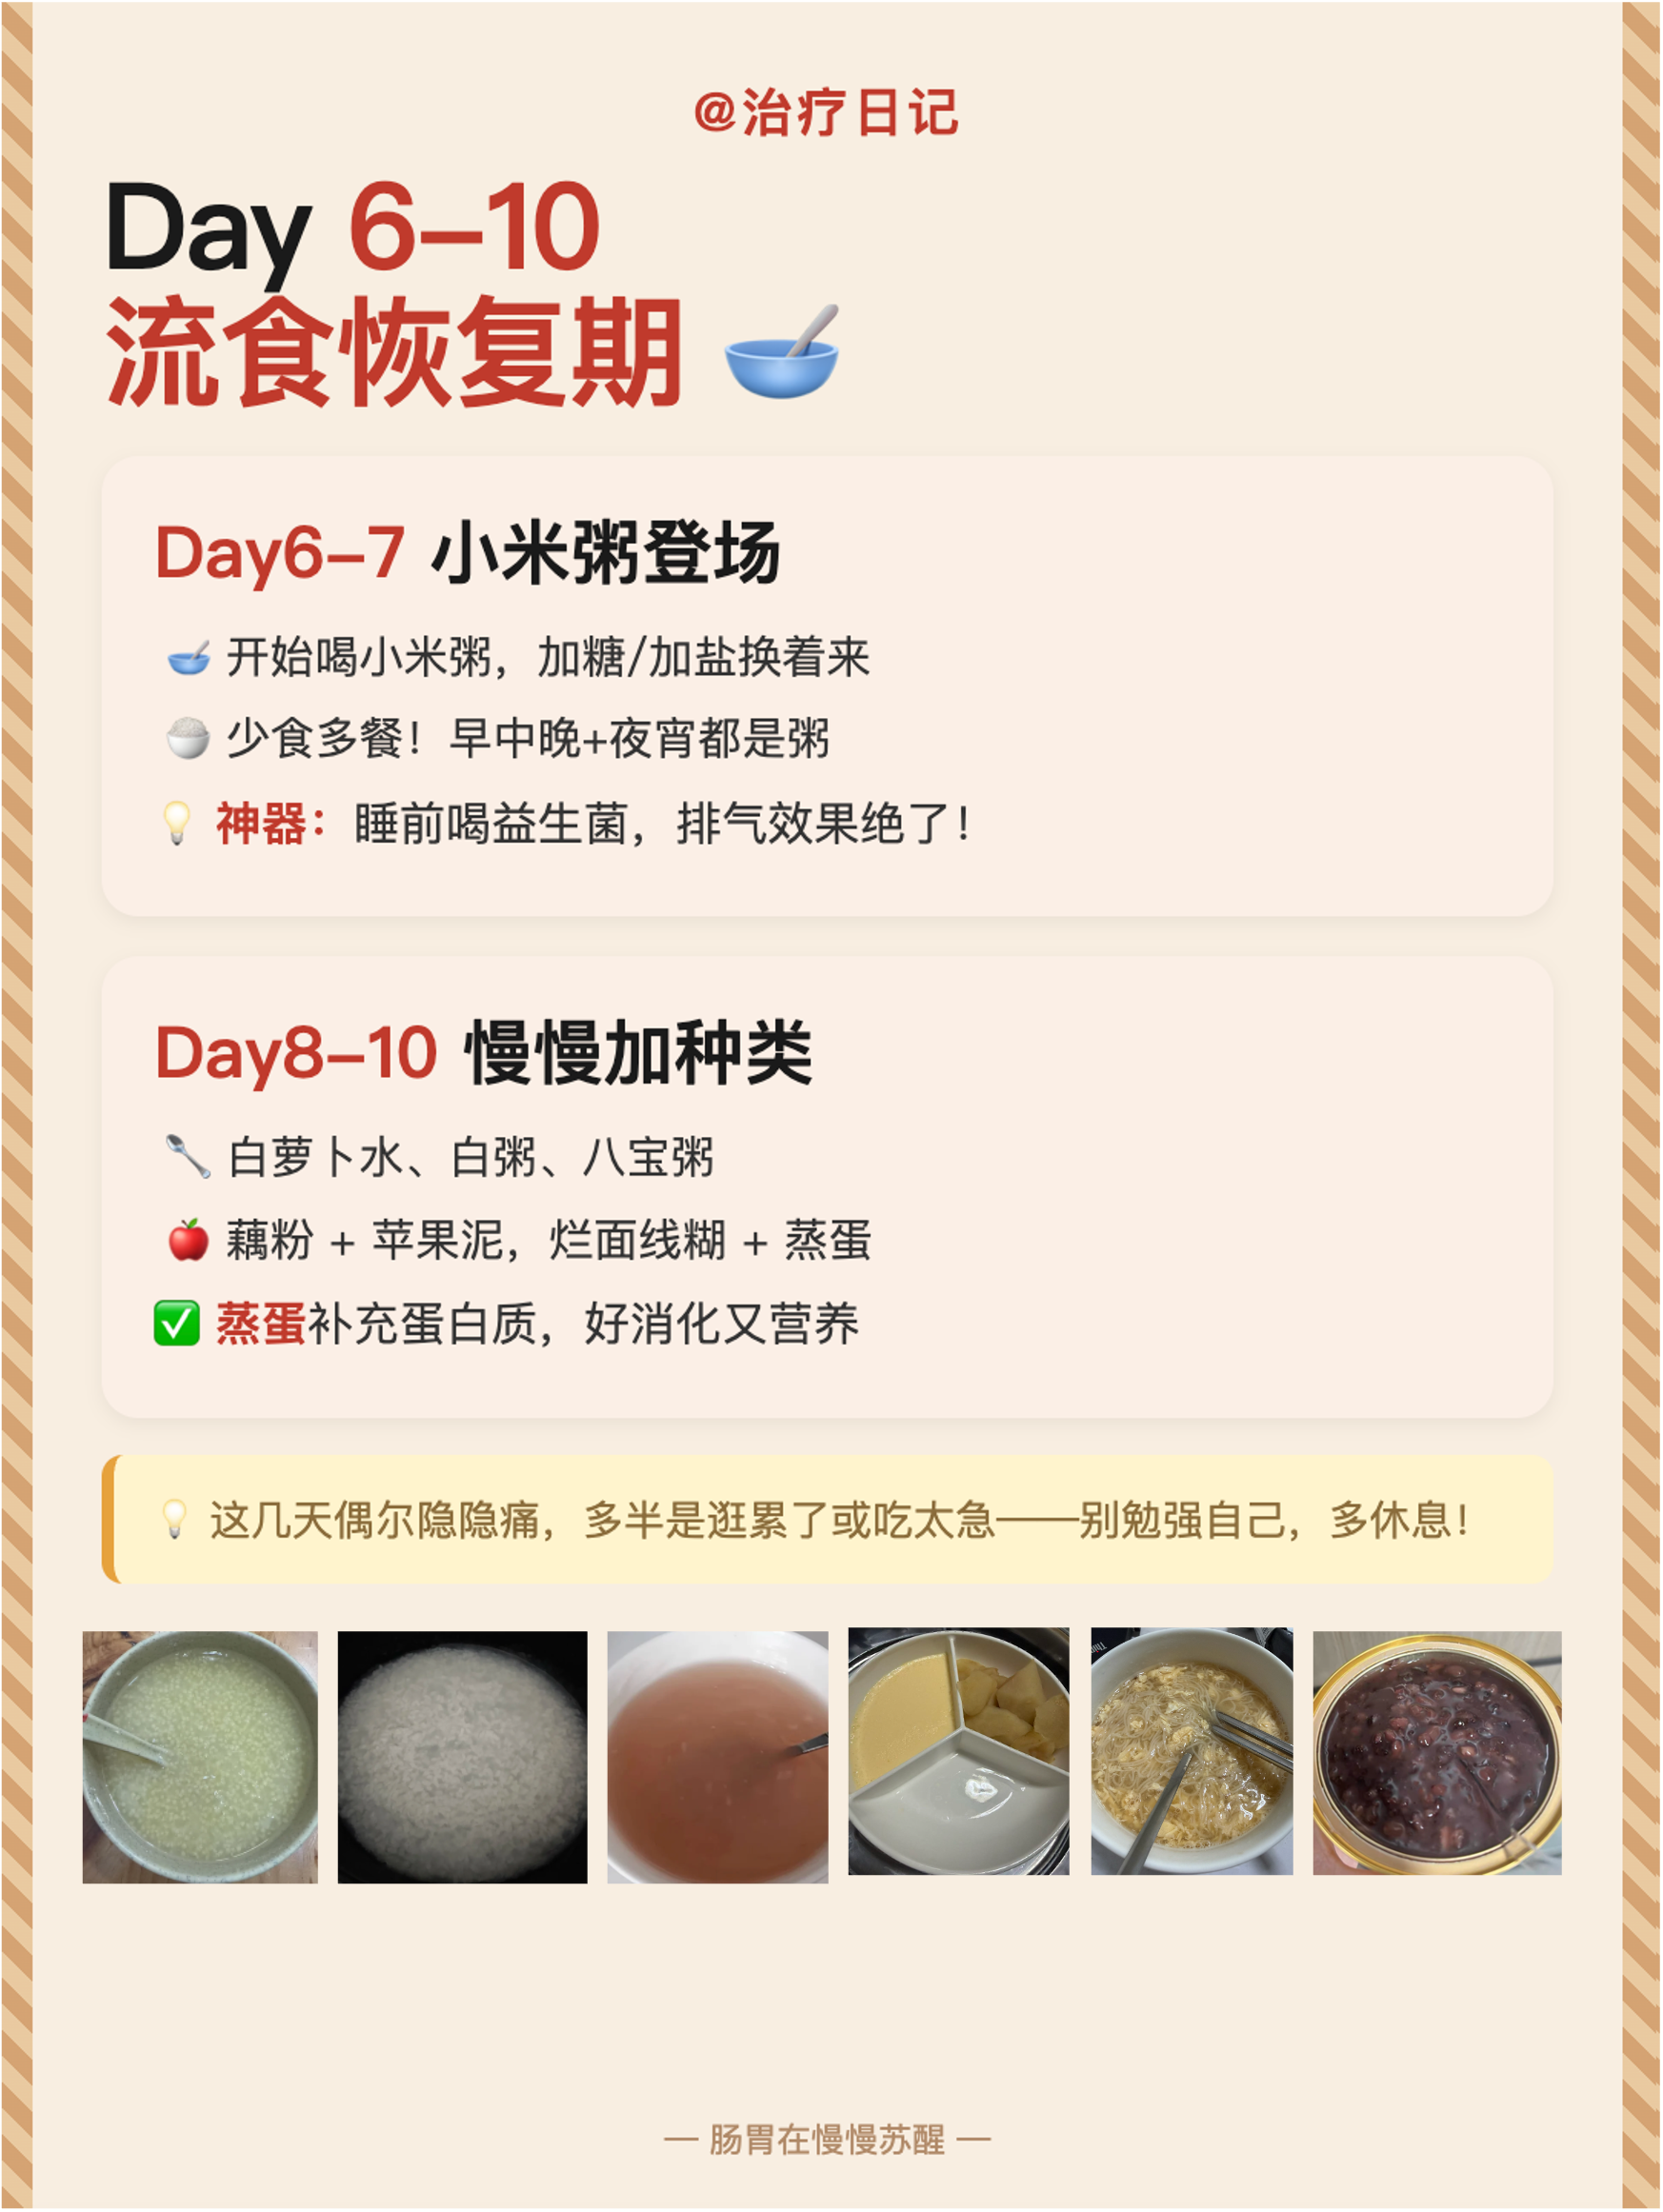 @治疗日记
Day 6–10
流食恢复期
Day6–7 小米粥登场
开始喝小米粥，加糖/加盐换着来
少食多餐！早中晚+夜宵都是粥
神器：睡前喝益生菌，排气效果绝了！
Day8–10 慢慢加种类
白萝卜水、白粥、八宝粥
藕粉 + 苹果泥，烂面线糊 + 蒸蛋
蒸蛋补充蛋白质，好消化又营养
这几天偶尔隐隐痛，多半是逛累了或吃太急——别勉强自己，多休息！
— 肠胃在慢慢苏醒 —